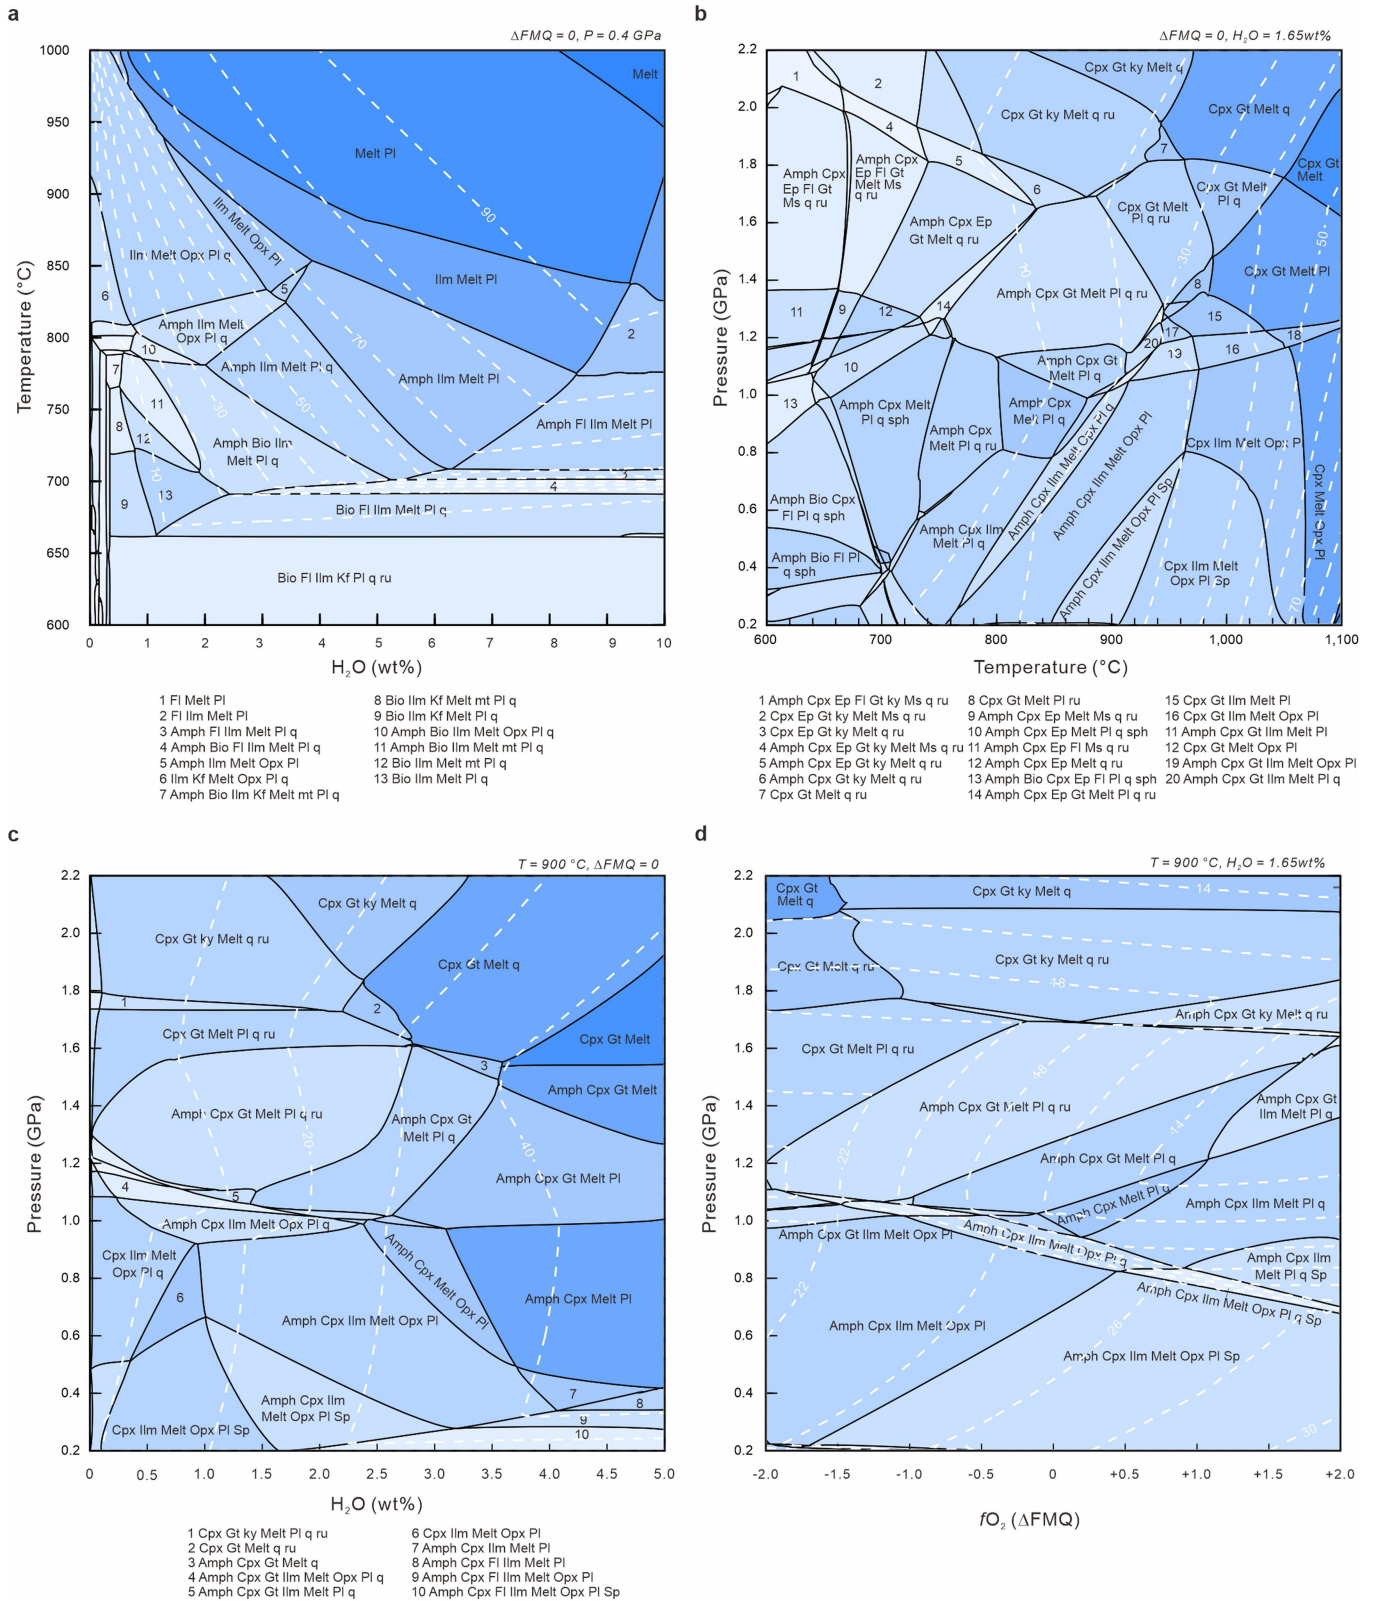 a
ΔFMQ = 0, P = 0.4 GPa
1000
950
900
850
800
750
700
650
600
Temperature (°C)
Melt
Melt Pl
90
Ilm Melt Opx Pl
Ilm Melt Opx Pl q
Ilm Melt Pl
5
6
2
Amph Ilm Melt
Opx Pl q
10
70
7
Amph Ilm Melt Pl q
Amph Ilm Melt Pl
11
30
50
8
12
Amph Fl Ilm Melt Pl
Amph Bio Ilm
Melt Pl q
10
3
4
13
9
Bio Fl Ilm Melt Pl q
Bio Fl Ilm Kf Pl q ru
0 1 2 3 4 5 6 7 8 9 10
H2O (wt%)
1 Fl Melt Pl
2 Fl Ilm Melt Pl
3 Amph Fl Ilm Melt Pl q
4 Amph Bio Fl Ilm Melt Pl q
5 Amph Ilm Melt Opx Pl
6 Ilm Kf Melt Opx Pl q
7 Amph Bio Ilm Kf Melt mt Pl q
8 Bio Ilm Kf Melt mt Pl q
9 Bio Ilm Kf Melt Pl q
10 Amph Bio Ilm Melt Opx Pl q
11 Amph Bio Ilm Melt mt Pl q
12 Bio Ilm Melt mt Pl q
13 Bio Ilm Melt Pl q
b
ΔFMQ = 0, H2O = 1.65wt%
2.2
2.0
1.8
1.6
1.4
1.2
1.0
0.8
0.6
0.4
0.2
Pressure (GPa)
1
2
Cpx Gt ky Melt q
Cpx Gt ky Melt q ru
Cpx Gt Melt q
4
7
5
Cpx Gt
Melt
Amph Cpx
Ep Fl Gt
Ms q ru
Amph Cpx
Ep Fl Gt
Melt Ms
q ru
6
Cpx Gt Melt
Pl q
Cpx Gt Melt
Pl q ru
Amph Cpx Ep
Gt Melt q ru
50
30
10
Cpx Gt Melt Pl
8
Amph Cpx Gt Melt Pl q ru
11
9
12
14
15
17
18
20
13
16
10
Amph Cpx Gt
Melt Pl q
13
Amph Cpx Melt
Pl q sph
Amph Cpx
Melt Pl q
Amph Cpx
Melt Pl q ru
Amph Cpx Ilm Melt Opx Pl q
Amph Cpx Ilm Melt Opx Pl
Cpx Ilm Melt Opx Pl
Amph Cpx Ilm Melt Opx Pl Sp
Cpx Melt Opx Pl
Amph Bio Cpx
Fl Pl q sph
Amph Cpx Ilm
Melt Pl q
Amph Bio Fl Pl
q sph
Cpx Ilm Melt
Opx Pl Sp
70
600 700 800 900 1,000 1,100
Temperature (°C)
1 Amph Cpx Ep Fl Gt ky Ms q ru
2 Cpx Ep Gt ky Melt Ms q ru
3 Cpx Ep Gt ky Melt q ru
4 Amph Cpx Ep Gt ky Melt Ms q ru
5 Amph Cpx Ep Gt ky Melt q ru
6 Amph Cpx Gt ky Melt q ru
7 Cpx Gt Melt q ru
8 Cpx Gt Melt Pl ru
9 Amph Cpx Ep Melt Ms q ru
10 Amph Cpx Ep Melt Pl q sph
11 Amph Cpx Ep Fl Ms q ru
12 Amph Cpx Ep Melt q ru
13 Amph Bio Cpx Ep Fl Pl q sph
14 Amph Cpx Ep Gt Melt Pl q ru
15 Cpx Gt Ilm Melt Pl
16 Cpx Gt Ilm Melt Opx Pl
11 Amph Cpx Gt Ilm Melt Pl
12 Cpx Gt Melt Opx Pl
19 Amph Cpx Gt Ilm Melt Opx Pl
20 Amph Cpx Gt Ilm Melt Pl q
c
T = 900 °C, ΔFMQ = 0
2.2
2.0
1.8
1.6
1.4
1.2
1.0
0.8
0.6
0.4
0.2
Pressure (GPa)
Cpx Gt ky Melt q
Cpx Gt ky Melt q ru
Cpx Gt Melt q
1
2
Cpx Gt Melt Pl q ru
Cpx Gt Melt
3
Amph Cpx Gt Melt
Amph Cpx Gt Melt Pl q ru
Amph Cpx Gt
Melt Pl q
20
40
4
5
Amph Cpx Gt Melt Pl
Amph Cpx Ilm Melt Opx Pl q
Cpx Ilm Melt
Opx Pl q
Amph Cpx Melt Opx Pl
6
Amph Cpx Melt Pl
Amph Cpx Ilm Melt Opx Pl
7
Amph Cpx Ilm
Melt Opx Pl Sp
8
9
10
Cpx Ilm Melt Opx Pl Sp
0 0.5 1.0 1.5 2.0 2.5 3.0 3.5 4.0 4.5 5.0
H2O (wt%)
1 Cpx Gt ky Melt Pl q ru
2 Cpx Gt Melt q ru
3 Amph Cpx Gt Melt q
4 Amph Cpx Gt Ilm Melt Opx Pl q
5 Amph Cpx Gt Ilm Melt Pl q
6 Cpx Ilm Melt Opx Pl
7 Amph Cpx Ilm Melt Pl
8 Amph Cpx Fl Ilm Melt Pl
9 Amph Cpx Fl Ilm Melt Opx Pl
10 Amph Cpx Fl Ilm Melt Opx Pl Sp
d
T = 900 °C, H2O = 1.65wt%
2.2
2.0
1.8
1.6
1.4
1.2
1.0
0.8
0.6
0.4
0.2
Pressure (GPa)
Cpx Gt
Melt q
Cpx Gt ky Melt q
14
Cpx Gt Melt q ru
Cpx Gt ky Melt q ru
18
Amph Cpx Gt ky Melt q ru
Cpx Gt Melt Pl q ru
18
Amph Cpx Gt Melt Pl q ru
Amph Cpx Gt
Ilm Melt Pl q
14
22
Amph Cpx Gt Melt Pl q
Amph Cpx Melt Pl q
Amph Cpx Ilm Melt Pl q
Amph Cpx Gt Ilm Melt Opx Pl
Amph Cpx Ilm Melt Opx Pl q
Amph Cpx Ilm
Melt Pl q Sp
22
Amph Cpx Ilm Melt Opx Pl q Sp
Amph Cpx Ilm Melt Opx Pl
26
Amph Cpx Ilm Melt Opx Pl Sp
30
-2.0 -1.5 -1.0 -0.5 0 +0.5 +1.0 +1.5 +2.0
fO2 (ΔFMQ)